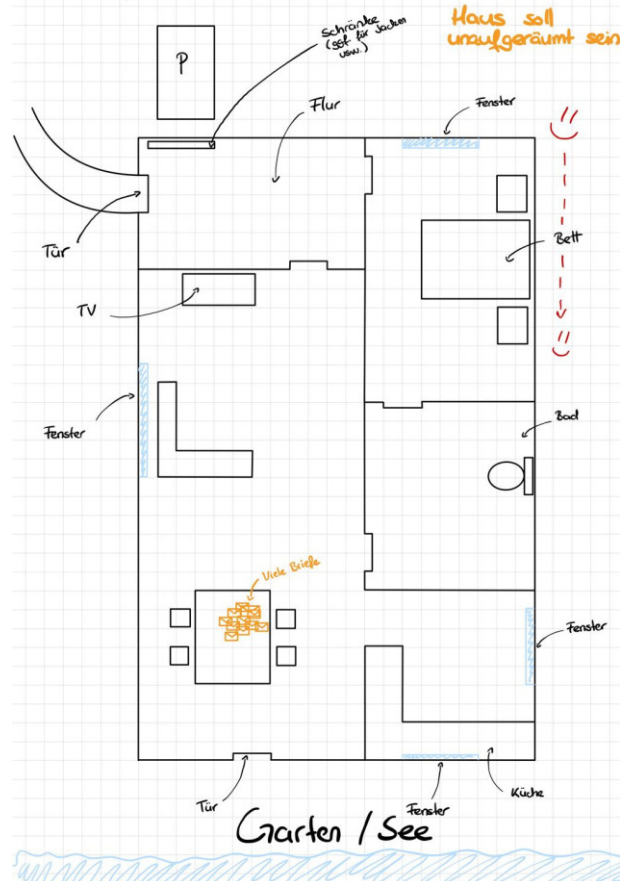 Haus soll
unaufgeräumt sein
Schränke
(ggf. für Jacken
usw.)
P
Flur
Fenster
Tür
Bett
TV
Fenster
Bad
Viele Briefe
Fenster
Tür
Fenster
Küche
Garten / See